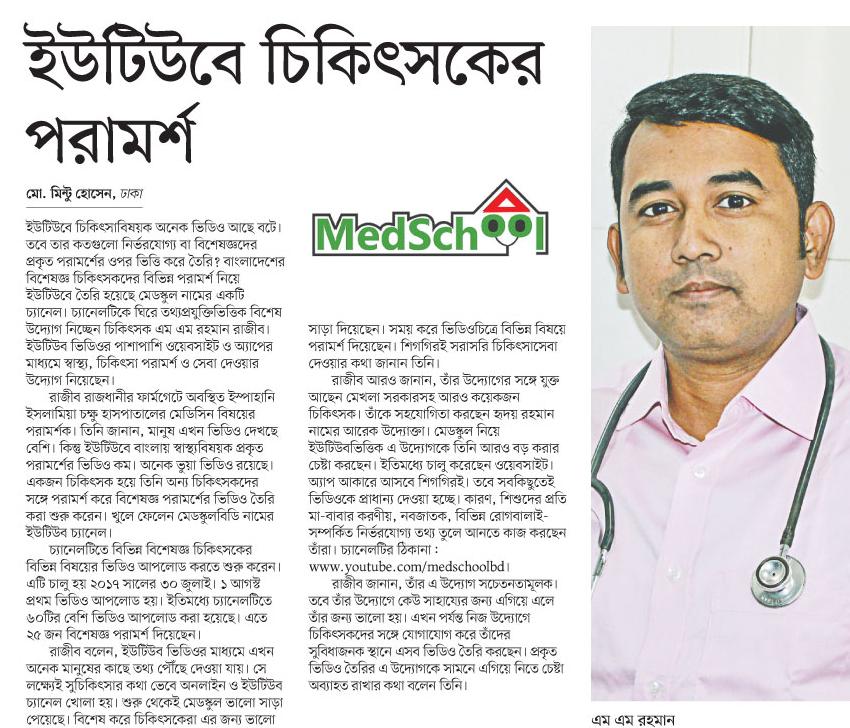 ইউটিউবে চিকিৎসকের
পরামর্শ
মো. মিন্টু হোসেন, ঢাকা
ইউটিউবে চিকিৎসাবিষয়ক অনেক ভিডিও আছে বটে।
তবে তার কতগুলো নির্ভরযোগ্য বা বিশেষজ্ঞদের
প্রকৃত পরামর্শের ওপর ভিত্তি করে তৈরি? বাংলাদেশের
বিশেষজ্ঞ চিকিৎসকদের বিভিন্ন পরামর্শ নিয়ে
ইউটিউবে তৈরি হয়েছে মেডস্কুল নামের একটি
চ্যানেল। চ্যানেলটিকে ঘিরে তথ্যপ্রযুক্তিভিত্তিক বিশেষ
উদ্যোগ নিচ্ছেন চিকিৎসক এম এম রহমান রাজীব।
ইউটিউব ভিডিওর পাশাপাশি ওয়েবসাইট ও অ্যাপের
মাধ্যমে স্বাস্থ্য, চিকিৎসা পরামর্শ ও সেবা দেওয়ার
উদ্যোগ নিয়েছেন।
রাজীব রাজধানীর ফার্মগেটে অবস্থিত ইস্পাহানি
ইসলামিয়া চক্ষু হাসপাতালের মেডিসিন বিষয়ের
পরামর্শক। তিনি জানান, মানুষ এখন ভিডিও দেখছে
বেশি। কিন্তু ইউটিউবে বাংলায় স্বাস্থ্যবিষয়ক প্রকৃত
পরামর্শের ভিডিও কম। অনেক ভুয়া ভিডিও রয়েছে।
একজন চিকিৎসক হয়ে তিনি অন্য চিকিৎসকদের
সঙ্গে পরামর্শ করে বিশেষজ্ঞ পরামর্শের ভিডিও তৈরি
করা শুরু করেন। খুলে ফেলেন মেডস্কুলবিডি নামের
ইউটিউব চ্যানেল।
চ্যানেলটিতে বিভিন্ন বিশেষজ্ঞ চিকিৎসকের
বিভিন্ন বিষয়ের ভিডিও আপলোড করতে শুরু করেন।
এটি চালু হয় ২০১৭ সালের ৩০ জুলাই। ১ আগস্ট
প্রথম ভিডিও আপলোড হয়। ইতিমধ্যে চ্যানেলটিতে
৬০টির বেশি ভিডিও আপলোড করা হয়েছে। এতে
২৫ জন বিশেষজ্ঞ পরামর্শ দিয়েছেন।
রাজীব বলেন, ইউটিউব ভিডিওর মাধ্যমে এখন
অনেক মানুষের কাছে তথ্য পৌঁছে দেওয়া যায়। সে
লক্ষ্যেই সুচিকিৎসার কথা ভেবে অনলাইন ও ইউটিউব
চ্যানেল খোলা হয়। শুরু থেকেই মেডস্কুল ভালো সাড়া
পেয়েছে। বিশেষ করে চিকিৎসকেরা এর জন্য ভালো
MedSchool
সাড়া দিয়েছেন। সময় করে ভিডিওচিত্রে বিভিন্ন বিষয়ে
পরামর্শ দিয়েছেন। শিগগিরই সরাসরি চিকিৎসাসেবা
দেওয়ার কথা জানান তিনি।
রাজীব আরও জানান, তাঁর উদ্যোগের সঙ্গে যুক্ত
আছেন মেখলা সরকারসহ আরও কয়েকজন
চিকিৎসক। তাঁকে সহযোগিতা করছেন হৃদয় রহমান
নামের আরেক উদ্যোক্তা। মেডস্কুল নিয়ে
ইউটিউবভিত্তিক এ উদ্যোগকে তিনি আরও বড় করার
চেষ্টা করছেন। ইতিমধ্যে চালু করেছেন ওয়েবসাইট।
অ্যাপ আকারে আসবে শিগগিরই। তবে সবকিছুতেই
ভিডিওকে প্রাধান্য দেওয়া হচ্ছে। কারণ, শিশুদের প্রতি
মা-বাবার করণীয়, নবজাতক, বিভিন্ন রোগবালাই-
সম্পর্কিত নির্ভরযোগ্য তথ্য তুলে আনতে কাজ করছেন
তাঁরা। চ্যানেলটির ঠিকানা :
www.youtube.com/medschoolbd।
রাজীব জানান, তাঁর এ উদ্যোগ সচেতনতামূলক।
তবে তাঁর উদ্যোগে কেউ সাহায্যের জন্য এগিয়ে এলে
তাঁর জন্য ভালো হয়। এখন পর্যন্ত নিজ উদ্যোগে
চিকিৎসকদের সঙ্গে যোগাযোগ করে তাঁদের
সুবিধাজনক স্থানে এসব ভিডিও তৈরি করছেন। প্রকৃত
ভিডিও তৈরির এ উদ্যোগকে সামনে এগিয়ে নিতে চেষ্টা
অব্যাহত রাখার কথা বলেন তিনি।
এম এম রহমান